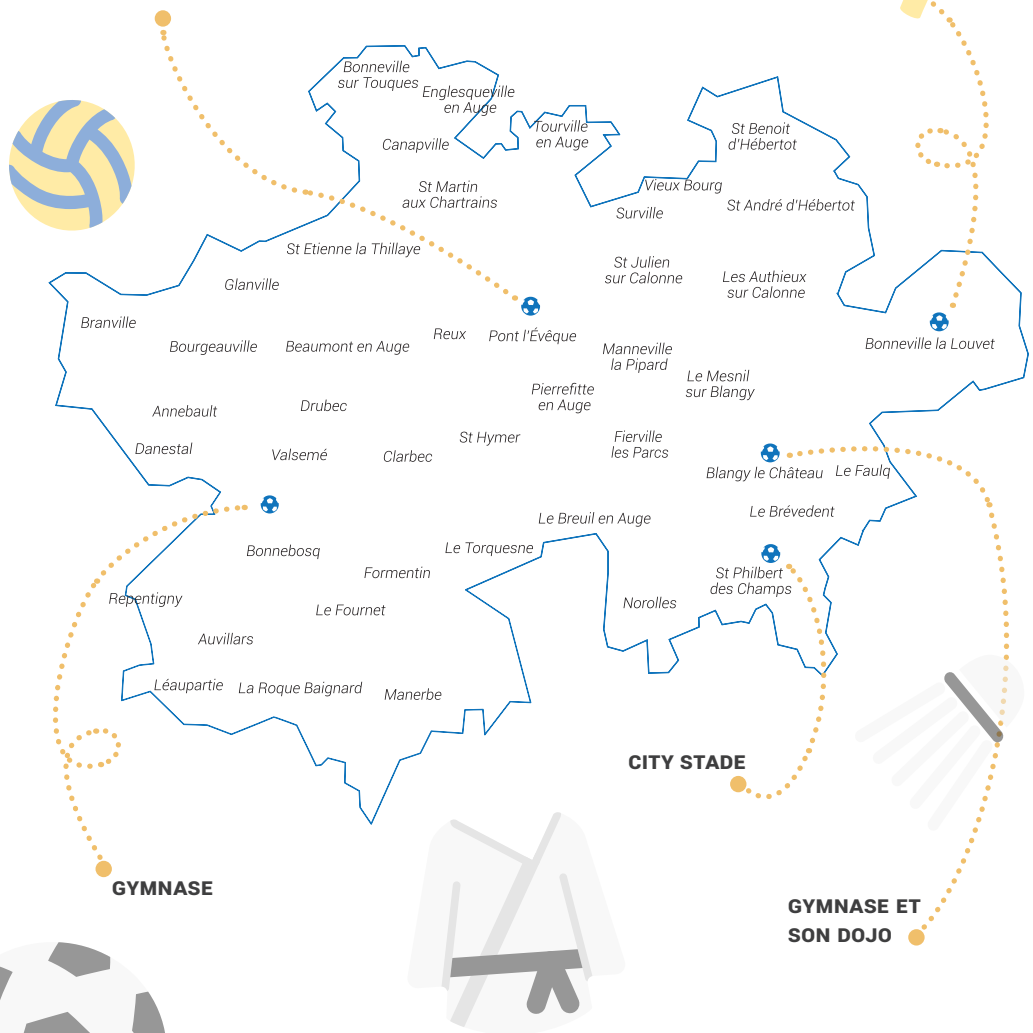 Bonneville
sur Touques
Englesqueville
en Auge
Tourville
en Auge
St Benoit
d'Hébertot
Canapville
St Martin
aux Chartrains
Vieux Bourg
Surville
St André d'Hébertot
St Etienne la Thillaye
St Julien
sur Calonne
Les Authieux
sur Calonne
Glanville
Branville
Bourgeauville
Beaumont en Auge
Reux
Pont l'Évêque
Bonneville la Louvet
Manneville
la Pipard
Le Mesnil
sur Blangy
Pierrefitte
en Auge
Annebault
Drubec
Danestal
Valsemé
Clarbec
St Hymer
Fierville
les Parcs
Blangy le Château
Le Faulq
Le Brévedent
Le Breuil en Auge
Bonnebosq
Le Torquesne
Formentin
St Philbert
des Champs
Repentigny
Le Fournet
Norolles
Auvillars
Léaupartie
La Roque Baignard
Manerbe
CITY STADE
GYMNASE
GYMNASE ET
SON DOJO